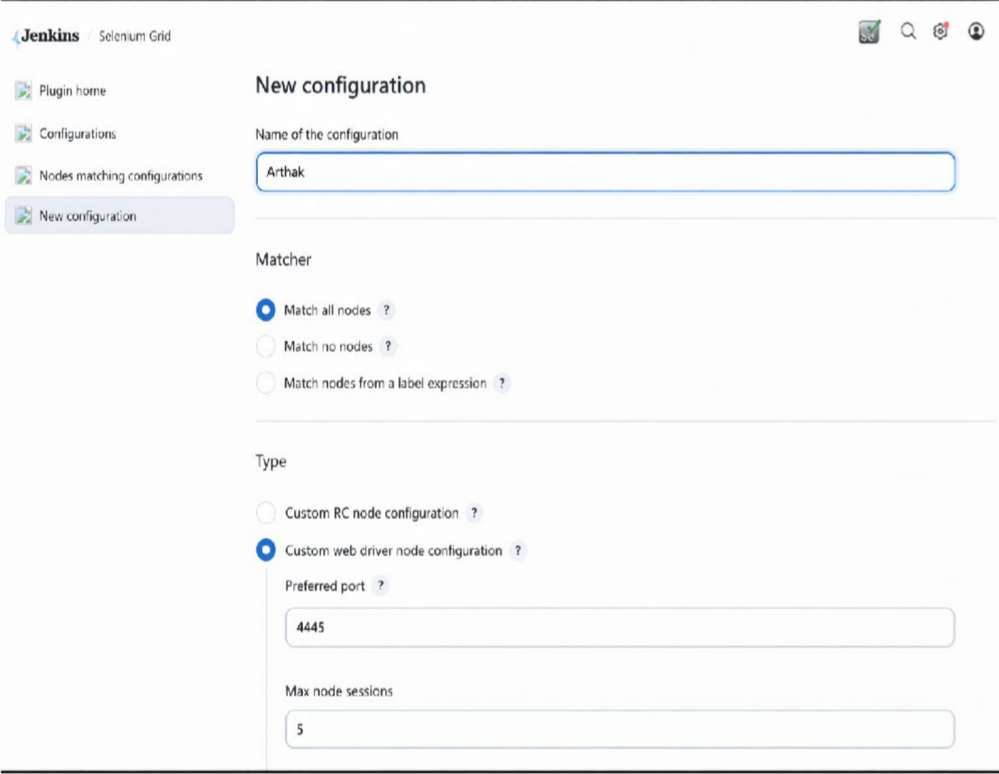 Jenkins / Selenium Grid
Plugin home
Configurations
Nodes matching configurations
New configuration
New configuration
Name of the configuration
Arthak
Matcher
Match all nodes ?
Match no nodes ?
Match nodes from a label expression ?
Type
Custom RC node configuration ?
Custom web driver node configuration ?
Preferred port ?
4445
Max node sessions
5